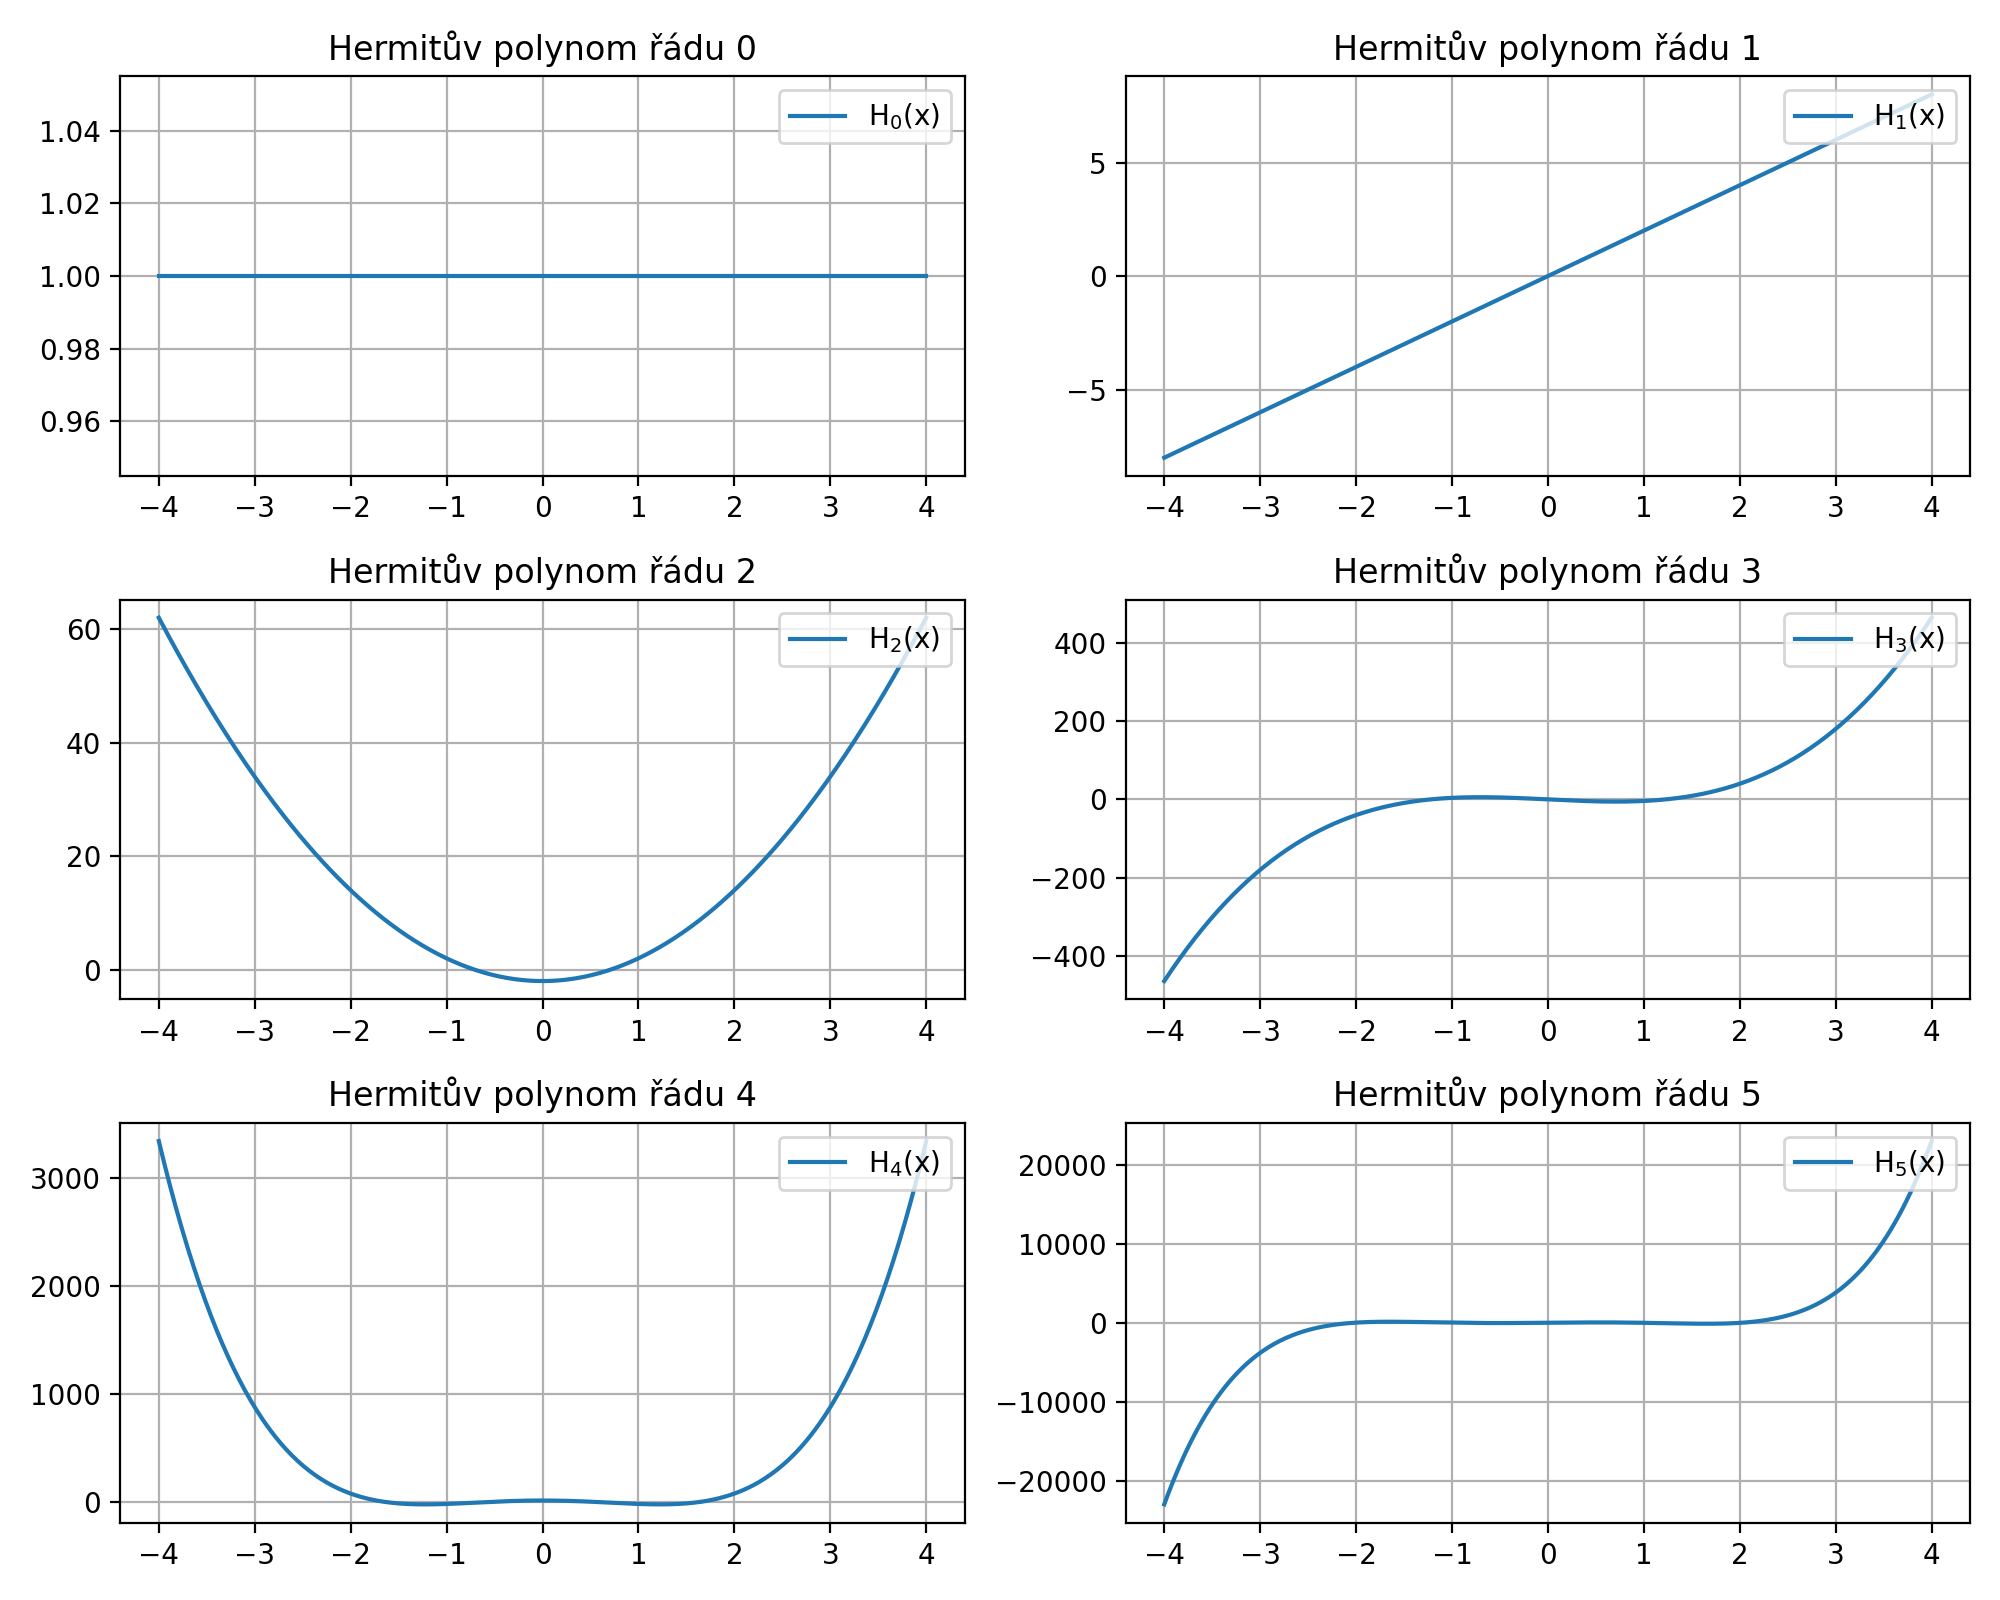 Hermitův polynom řádu 0
H₀(x)
1.04
1.02
1.00
0.98
0.96
−4 −3 −2 −1 0 1 2 3 4
Hermitův polynom řádu 1
H₁(x)
5
0
−5
−4 −3 −2 −1 0 1 2 3 4
Hermitův polynom řádu 2
H₂(x)
60
40
20
0
−4 −3 −2 −1 0 1 2 3 4
Hermitův polynom řádu 3
H₃(x)
400
200
0
−200
−400
−4 −3 −2 −1 0 1 2 3 4
Hermitův polynom řádu 4
H₄(x)
3000
2000
1000
0
−4 −3 −2 −1 0 1 2 3 4
Hermitův polynom řádu 5
H₅(x)
20000
10000
0
−10000
−20000
−4 −3 −2 −1 0 1 2 3 4